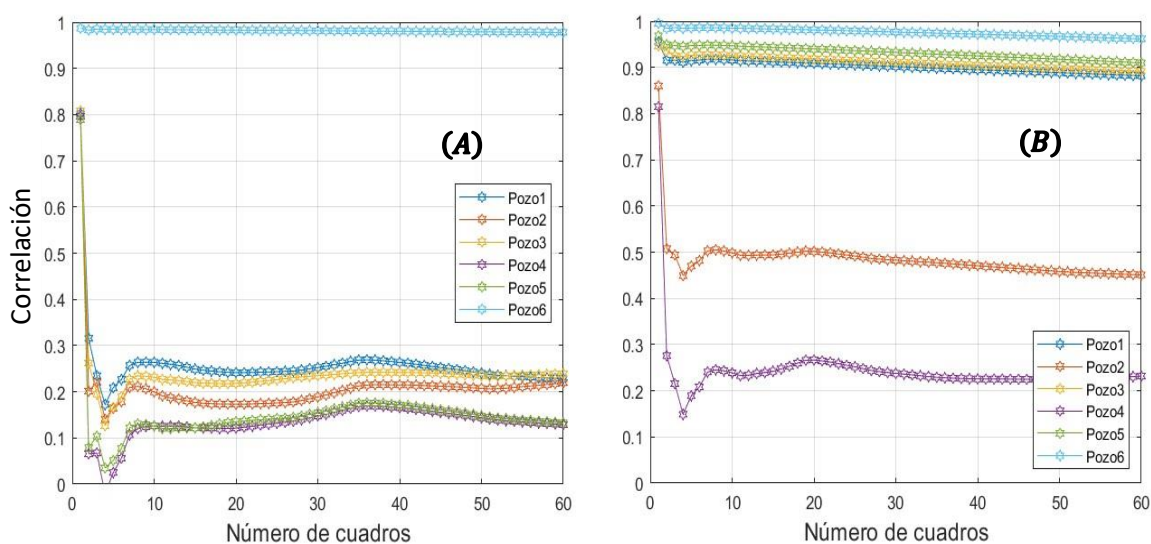 (A)
Correlación
1
0.9
0.8
0.7
0.6
0.5
0.4
0.3
0.2
0.1
0
0 10 20 30 40 50 60
Número de cuadros
Pozo1
Pozo2
Pozo3
Pozo4
Pozo5
Pozo6
(B)
1
0.9
0.8
0.7
0.6
0.5
0.4
0.3
0.2
0.1
0
0 10 20 30 40 50 60
Número de cuadros
Pozo1
Pozo2
Pozo3
Pozo4
Pozo5
Pozo6